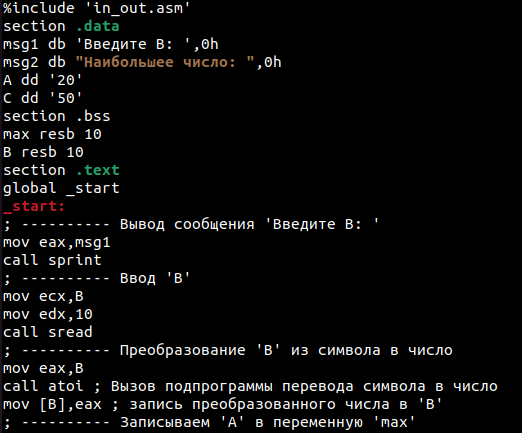 %include 'in_out.asm'
section .data
msg1 db 'Введите B: ',0h
msg2 db "Наибольшее число: ",0h
A dd '20'
C dd '50'
section .bss
max resb 10
B resb 10
section .text
global _start
_start:
; ---------- Вывод сообщения 'Введите B: '
mov eax,msg1
call sprint
; ---------- Ввод 'B'
mov ecx,B
mov edx,10
call sread
; ---------- Преобразование 'B' из символа в число
mov eax,B
call atoi ; Вызов подпрограммы перевода символа в число
mov [B],eax ; запись преобразованного числа в 'B'
; ---------- Записываем 'A' в переменную 'max'